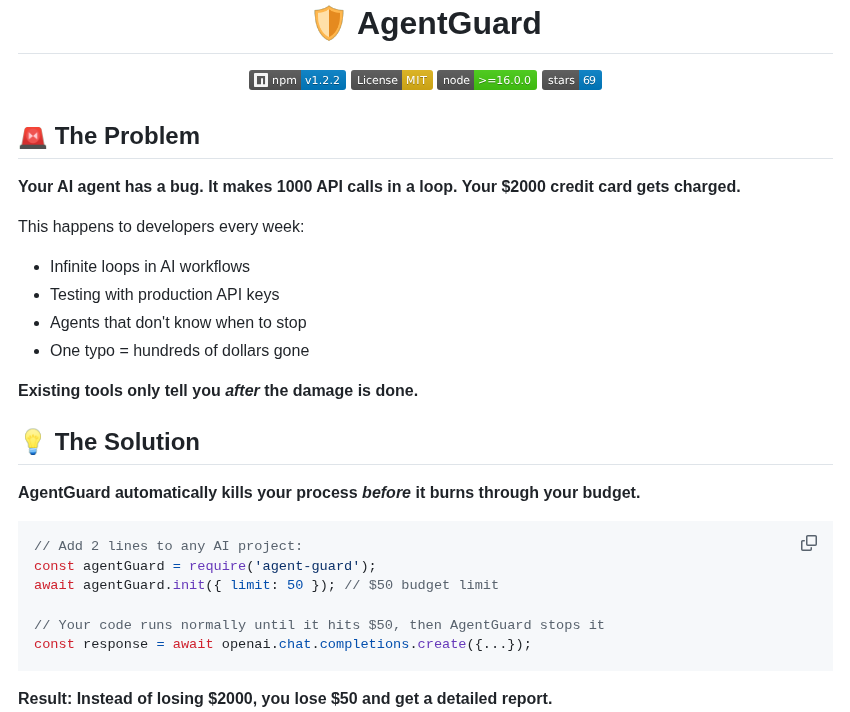 AgentGuard
npm v1.2.2 License MIT node >=16.0.0 stars 69
The Problem
Your AI agent has a bug. It makes 1000 API calls in a loop. Your $2000 credit card gets charged.
This happens to developers every week:
• Infinite loops in AI workflows
• Testing with production API keys
• Agents that don't know when to stop
• One typo = hundreds of dollars gone
Existing tools only tell you after the damage is done.
The Solution
AgentGuard automatically kills your process before it burns through your budget.
// Add 2 lines to any AI project:
const agentGuard = require('agent-guard');
await agentGuard.init({ limit: 50 }); // $50 budget limit
// Your code runs normally until it hits $50, then AgentGuard stops it
const response = await openai.chat.completions.create({...});
Result: Instead of losing $2000, you lose $50 and get a detailed report.